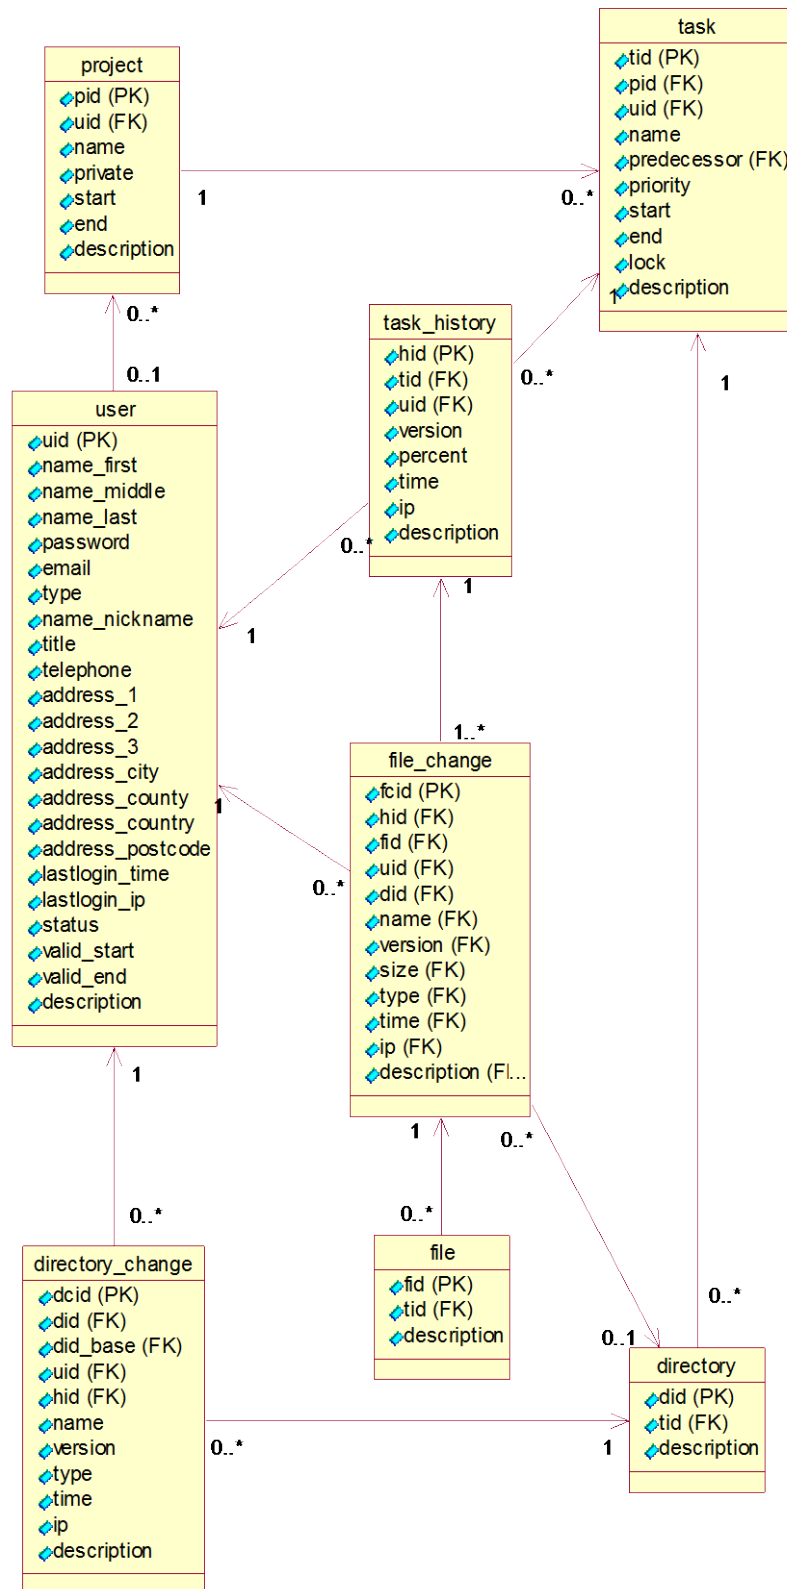 task
tid (PK)
pid (FK)
uid (FK)
name
predecessor (FK)
priority
start
end
lock
description
project
pid (PK)
uid (FK)
name
private
start
end
description
1
0..*
1
0..*
0..1
task_history
hid (PK)
tid (FK)
uid (FK)
version
percent
time
ip
description
0..*
1
user
uid (PK)
name_first
name_middle
name_last
password
email
type
name_nickname
title
telephone
address_1
address_2
address_3
address_city
address_county
address_country
address_postcode
lastlogin_time
lastlogin_ip
status
valid_start
valid_end
description
0..*
1
1
1..*
file_change
fcid (PK)
hid (FK)
fid (FK)
uid (FK)
did (FK)
name (FK)
version (FK)
size (FK)
type (FK)
time (FK)
ip (FK)
description (FI...
1
0..*
1
0..*
1
0..*
0..*
directory_change
dcid (PK)
did (FK)
did_base (FK)
uid (FK)
hid (FK)
name
version
type
time
ip
description
file
fid (PK)
tid (FK)
description
0..*
0..1
directory
did (PK)
tid (FK)
description
0..*
1